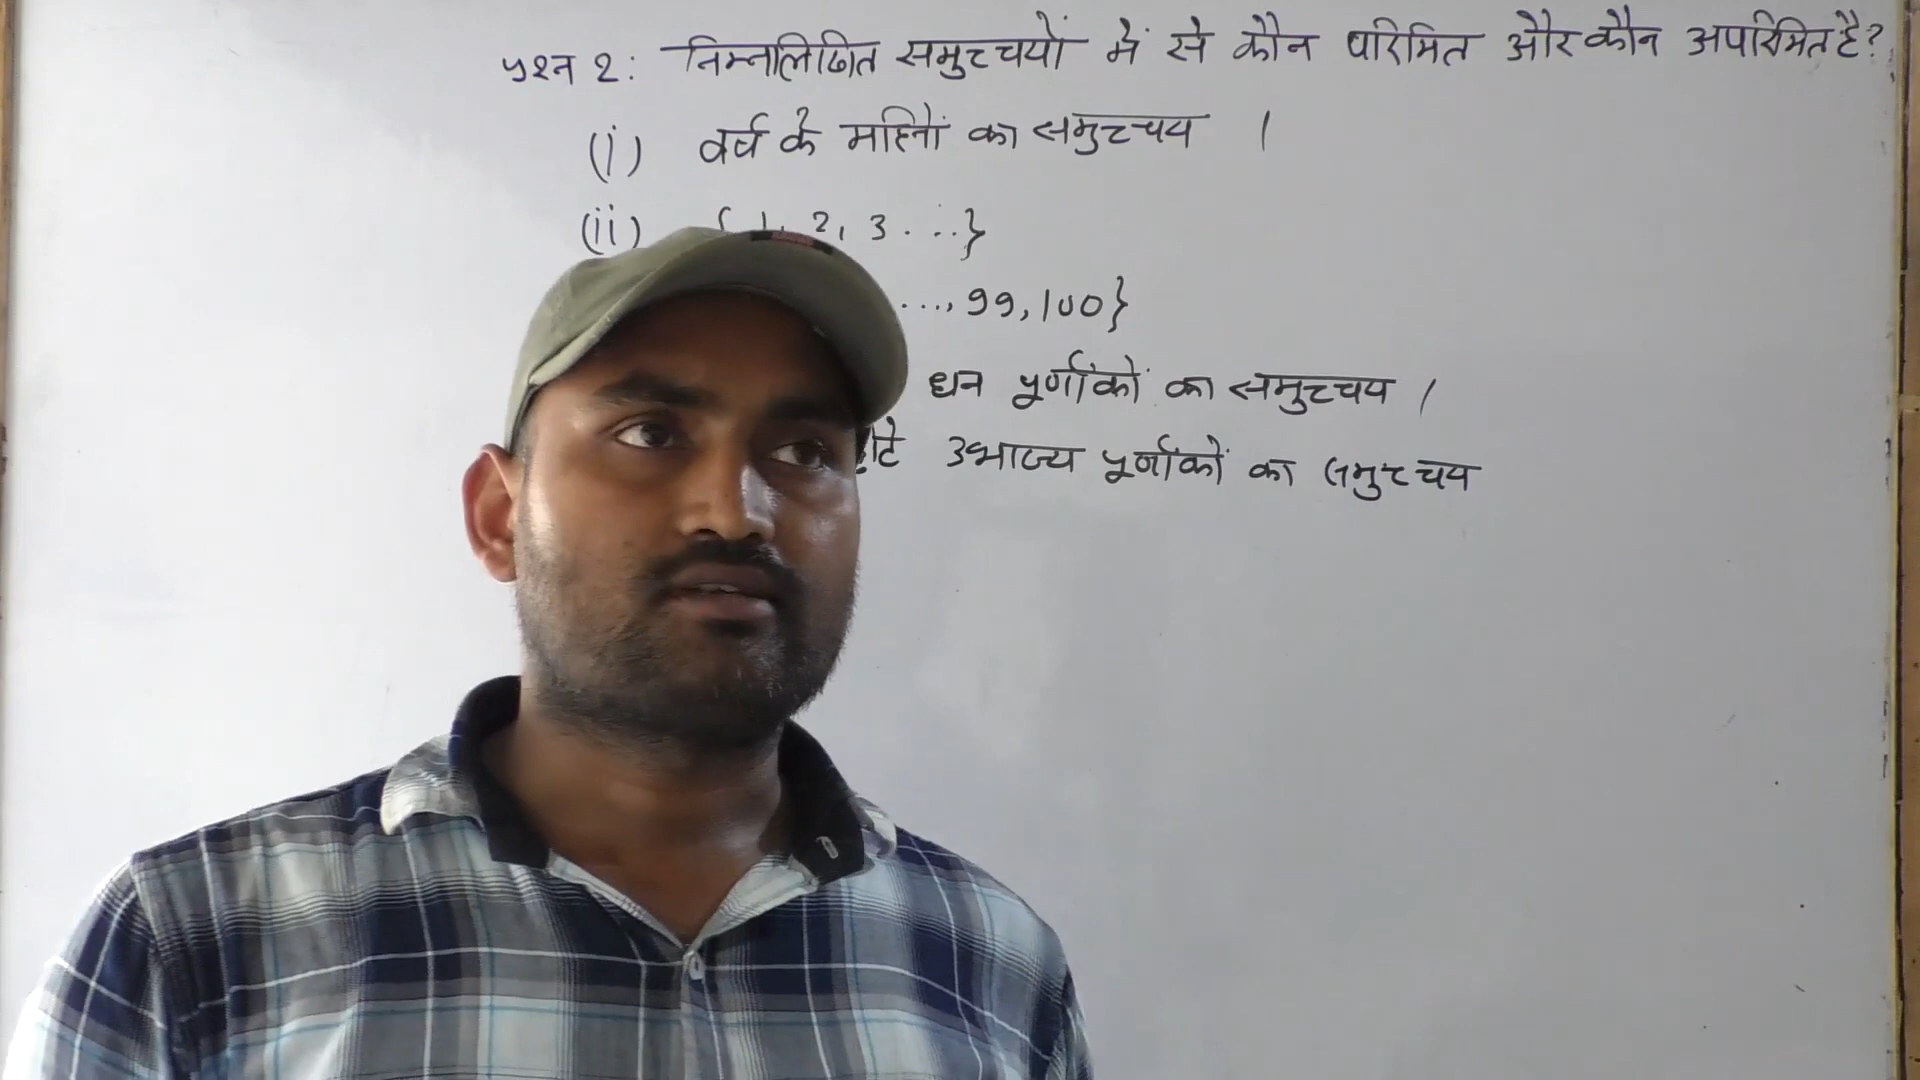 प्रश्न 2: निम्नलिखित समुच्चयों में से कौन परिमित और कौन अपरिमित है?
(i) वर्ष के महिनों का समुच्चय ।
(ii) { 1, 2, 3 . . . . }
..., 99, 100}
धन पूर्णांकों का समुच्चय ।
अभाज्य पूर्णांकों का समुच्चय